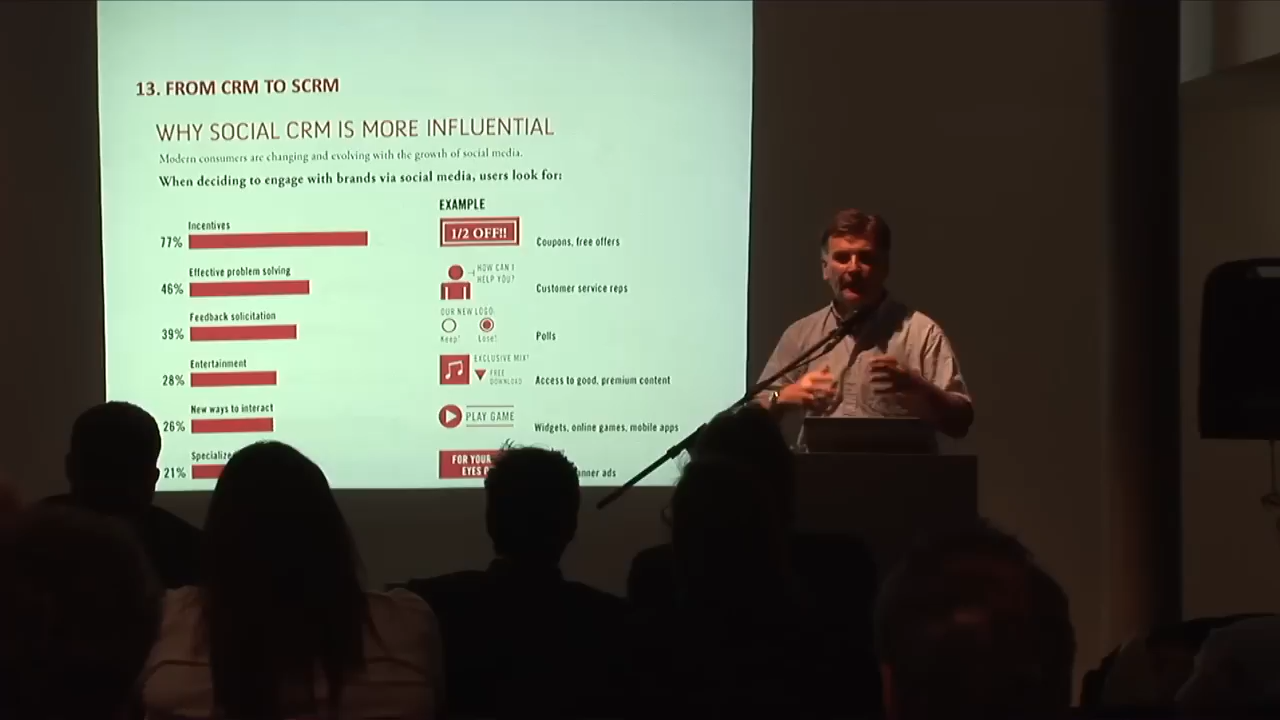 13. FROM CRM TO SCRM
WHY SOCIAL CRM IS MORE INFLUENTIAL
Modern consumers are changing and evolving with the growth of social media.
When deciding to engage with brands via social media, users look for:
EXAMPLE
Incentives
77%
1/2 OFF!!
Coupons, free offers
Effective problem solving
46%
HOW CAN I
HELP YOU?
Customer service reps
Feedback solicitation
39%
OUR NEW LOGO:
Keep!
Lose!
Polls
Entertainment
28%
EXCLUSIVE MIX!
FREE
DOWNLOAD
Access to good, premium content
New ways to interact
26%
PLAY GAME
Widgets, online games, mobile apps
21%
FOR YOUR
EYES
ads